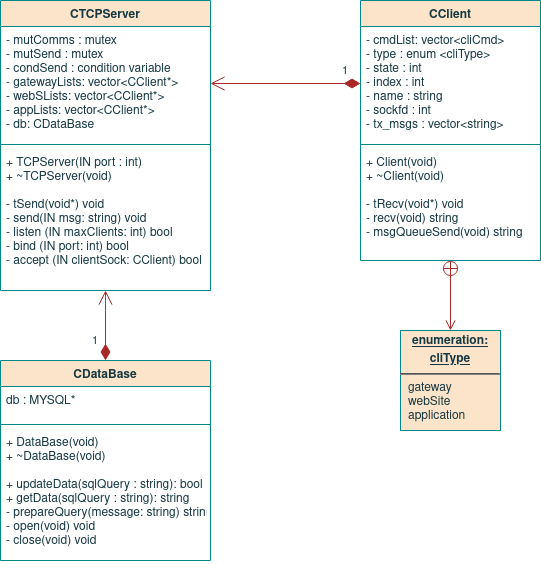 CTCPServer
- mutComms : mutex
- mutSend : mutex
- condSend : condition variable
- gatewayLists: vector<CClient*>
- webSLists: vector<CClient*>
- appLists: vector<CClient*>
- db: CDataBase
+ TCPServer(IN port : int)
+ ~TCPServer(void)
- tSend(void*) void
- send(IN msg: string) void
- listen (IN maxClients: int) bool
- bind (IN port: int) bool
- accept (IN clientSock: CClient) bool
1
CClient
- cmdList: vector<cliCmd>
- type : enum <cliType>
- state : int
- index : int
- name : string
- sockfd : int
- tx_msgs : vector<string>
+ Client(void)
+ ~Client(void)
- tRecv(void*) void
- recv(void) string
- msgQueueSend(void) string
1
CDataBase
db : MYSQL*
+ DataBase(void)
+ ~DataBase(void)
+ updateData(sqlQuery : string): bool
+ getData(sqlQuery : string): string
- prepareQuery(message: string) strin
- open(void) void
- close(void) void
enumeration:
cliType
gateway
webSite
application